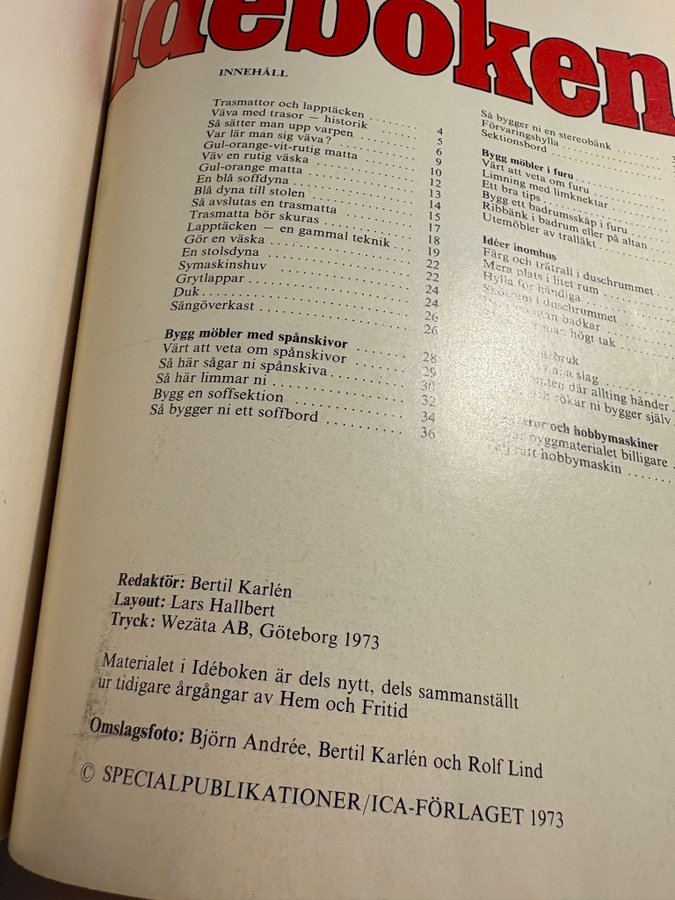 Idéboken
INNEHÅLL
Trasmattor och lapptäcken ........ 4
Väva med trasor — historik ........ 5
Så sätter man upp varpen ........ 6
Var lär man sig väva? ........ 9
Gul-orange-vit-rutig matta ........ 10
Väv en rutig väska ........ 12
Gul-orange matta ........ 13
En blå soffdyna ........ 14
Blå dyna till stolen ........ 15
Så avslutas en trasmatta ........ 17
Trasmatta bör skuras ........ 18
Lapptäcken — en gammal teknik ........ 19
Gör en väska ........ 22
En stolsdyna ........ 22
Symaskinshuv ........ 24
Grytlappar ........ 24
Duk ........ 26
Sängöverkast ........ 26
Bygg möbler med spånskivor ........ 28
Värt att veta om spånskivor ........ 29
Så här sågar ni spånskiva ........ 30
Så här limmar ni ........ 32
Bygg en soffsektion ........ 34
Så bygger ni ett soffbord ........ 36
Så bygger ni en stereobänk
Förvaringshylla ........
Sektionsbord ........
Bygg möbler i furu ........
Värt att veta om furu ........
Limning med limknektar ........
Ett bra tips ........
Bygg ett badrumsskåp i furu ........
Ribbänk i badrum eller på altan
Utemöbler av trallåkt ........
Idéer inomhus
Färg och trätrall i duschrummet
Mera plats i litet rum ........
Hylla för händiga ........
i duschrummet ........
utan badkar ........
högt tak ........
slag ........
där allting händer
rökar ni bygger själv
och hobbymaskiner
byggmaterialet billigare
rätt hobbymaskin ........
Redaktör: Bertil Karlén
Layout: Lars Hallbert
Tryck: Wezäta AB, Göteborg 1973
Materialet i Idéboken är dels nytt, dels sammanställt
ur tidigare årgångar av Hem och Fritid
Omslagsfoto: Björn Andrée, Bertil Karlén och Rolf Lind
© SPECIALPUBLIKATIONER/ICA-FÖRLAGET 1973